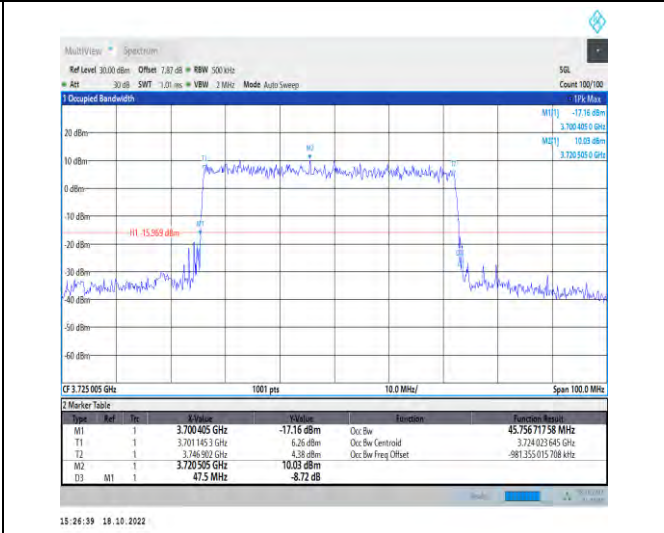 MultiView Spectrum
Ref Level 30.00 dBm Offset 7.87 dB RBW 500 kHz SGL
Att 30 dB SWT 1.01 ms VBW 2 MHz Mode Auto Sweep Count 100/100
1 Occupied Bandwidth 1Pk Max
M1[1] -17.16 dBm
3.700 405 0 GHz
M2[1] 10.03 dBm
3.720 505 0 GHz
20 dBm
M2
10 dBm
T1
0 dBm
-10 dBm
M1
H1 -15.969 dBm
-20 dBm
-30 dBm
-40 dBm
-50 dBm
-60 dBm
CF 3.725 005 GHz 1001 pts 10.0 MHz/ Span 100.0 MHz
2 Marker Table
Type Ref Trc X-Value Y-Value Function Function Result
M1 1 3.700 405 GHz -17.16 dBm Occ Bw 45.756 717 58 MHz
T1 1 3.701 145 3 GHz 6.26 dBm Occ Bw Centroid 3.724 023 645 GHz
T2 1 3.746 902 GHz 4.38 dBm Occ Bw Freq Offset -981.355 015 708 kHz
M2 1 3.720 505 GHz 10.03 dBm
D3 M1 1 47.5 MHz -8.72 dB
Ready
15:26:39 18.10.2022